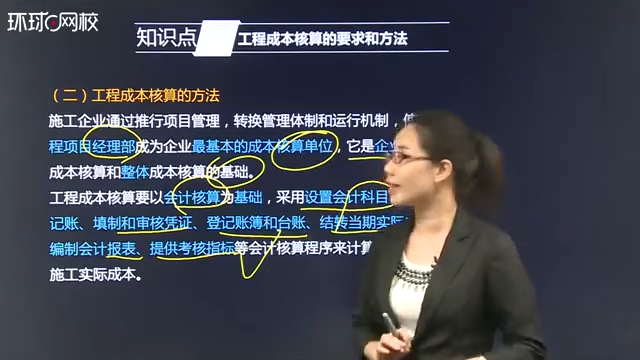 环球网校
知识点 工程成本核算的要求和方法
（二）工程成本核算的方法
施工企业通过推行项目管理，转换管理体制和运行机制，使
程项目经理部成为企业最基本的成本核算单位，它是企业
成本核算和整体成本核算的基础。
工程成本核算要以会计核算为基础，采用设置会计科目
记账、填制和审核凭证、登记账簿和台账、结转当期实际
编制会计报表、提供考核指标等会计核算程序来计算
施工实际成本。